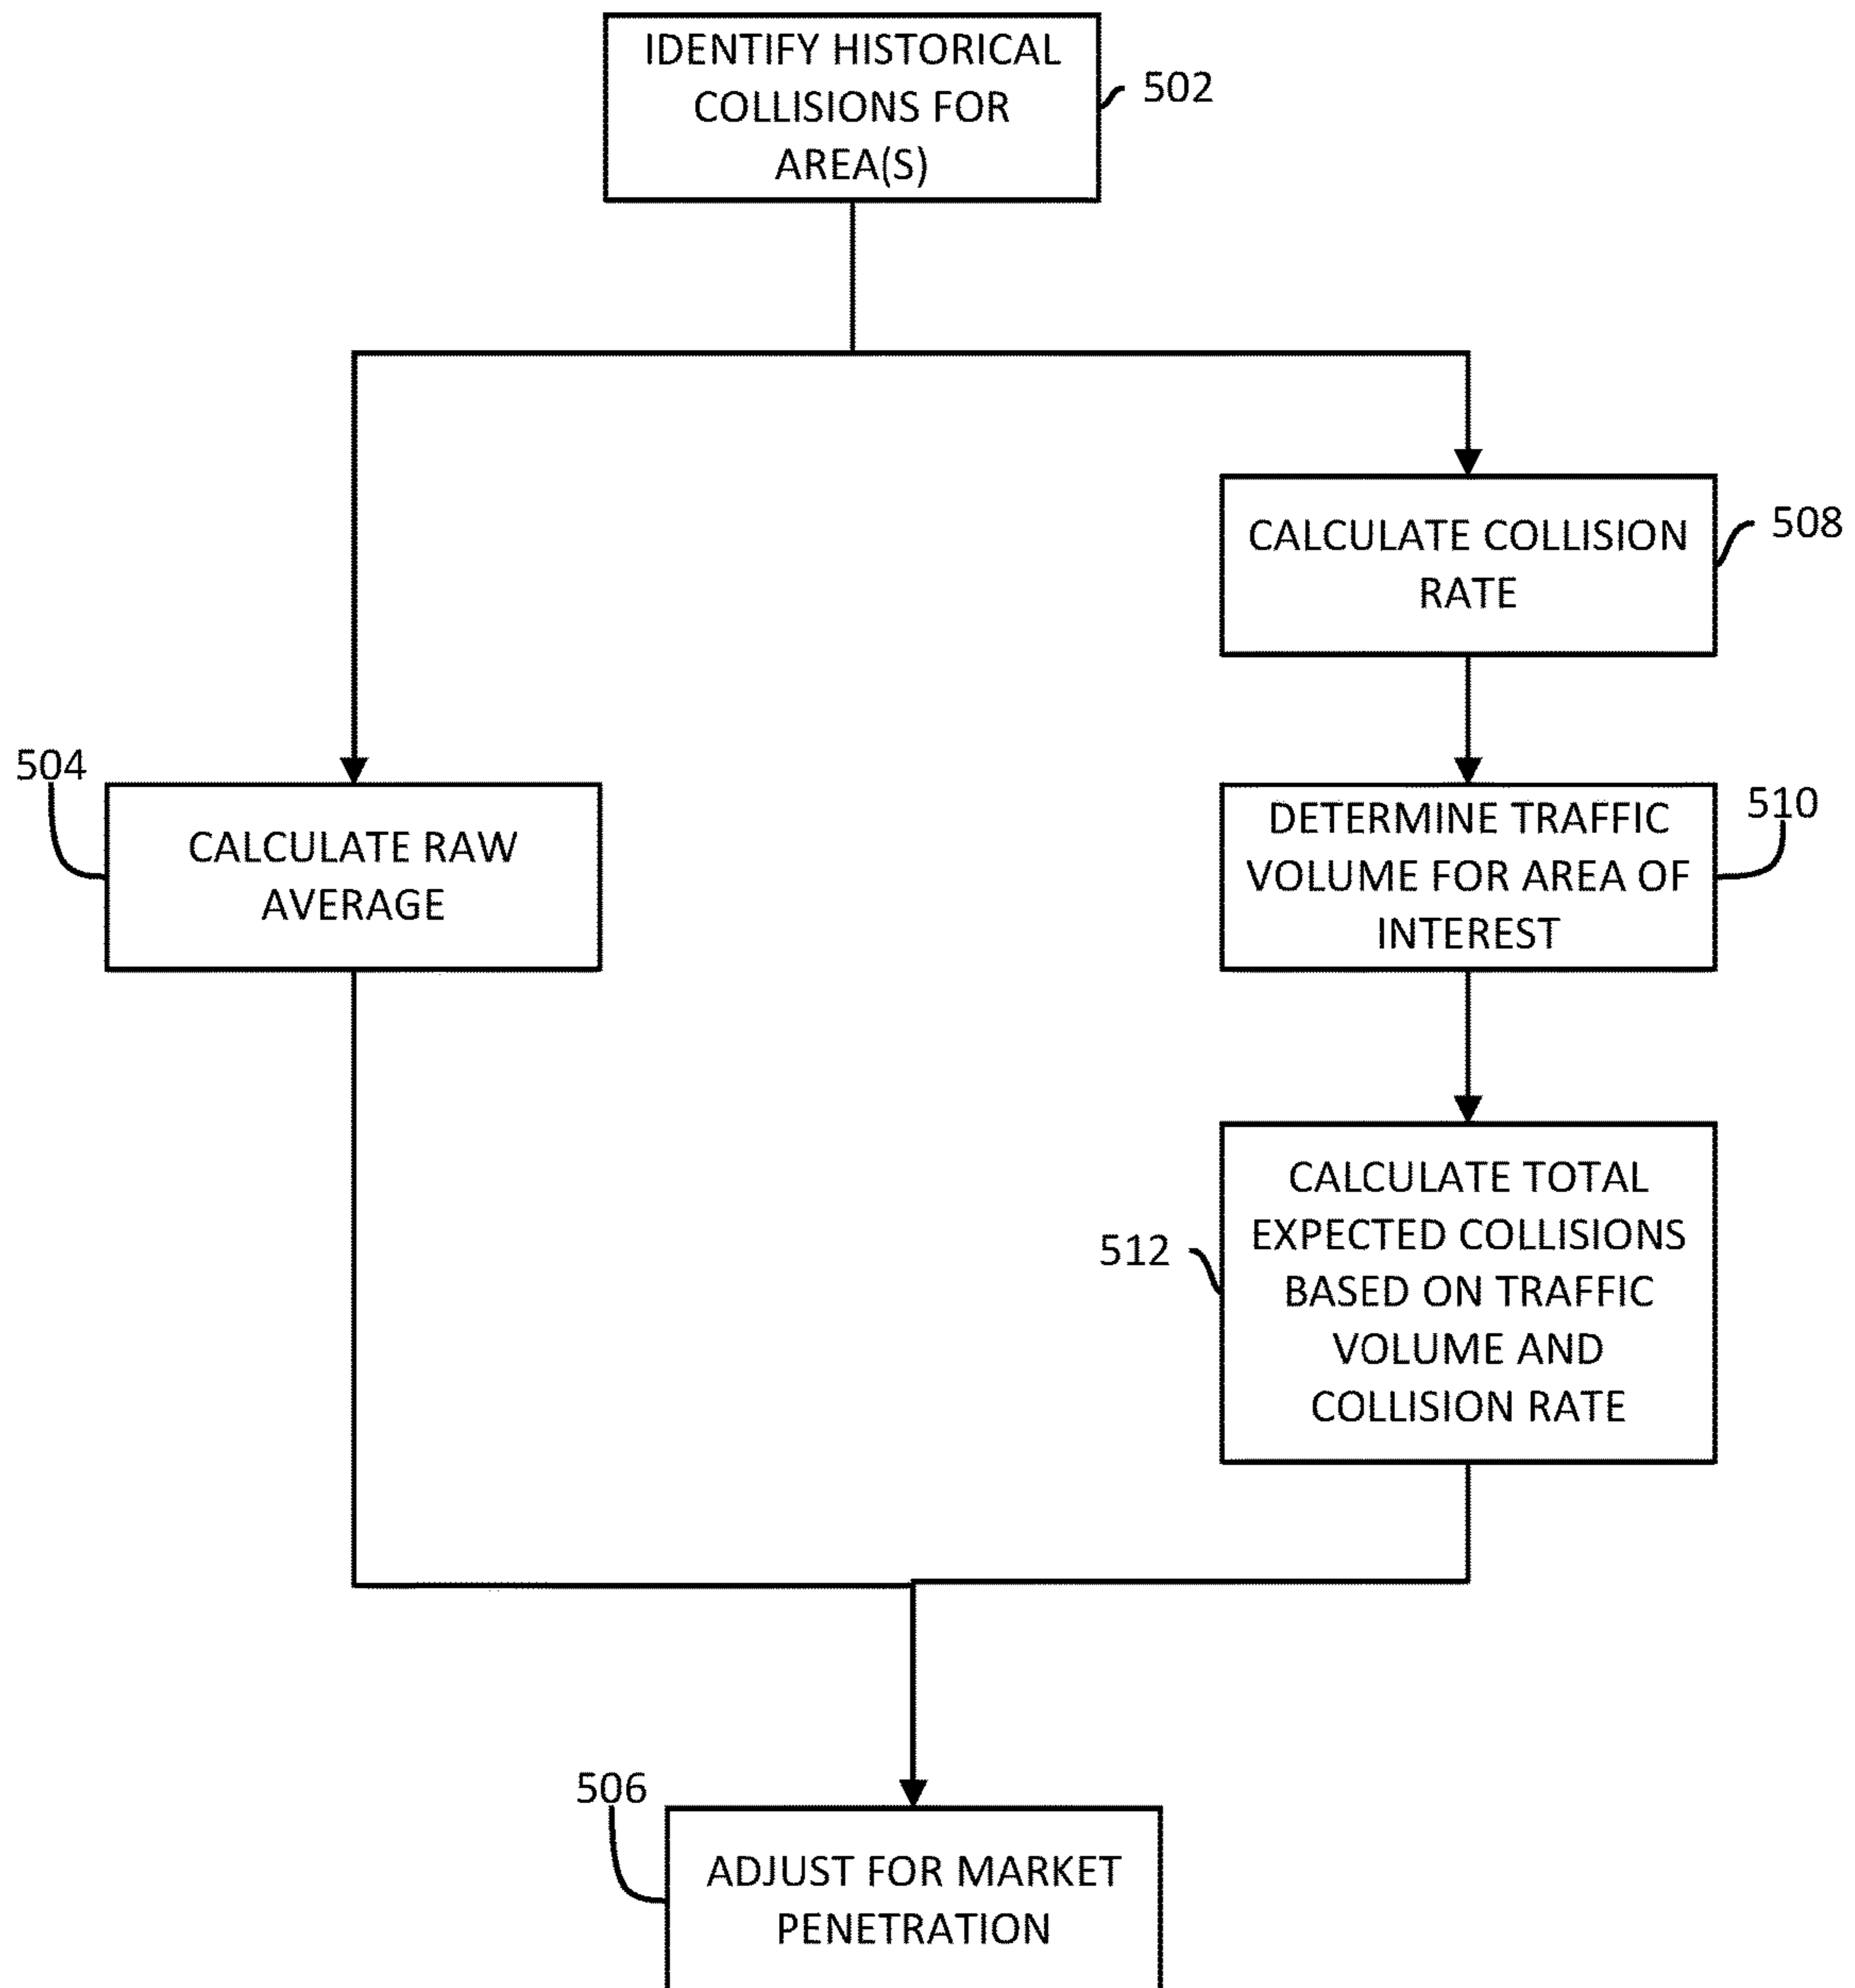 IDENTIFY HISTORICAL
COLLISIONS FOR
AREA(S)
502
CALCULATE COLLISION
RATE
508
504
CALCULATE RAW
AVERAGE
DETERMINE TRAFFIC
VOLUME FOR AREA OF
INTEREST
510
512
CALCULATE TOTAL
EXPECTED COLLISIONS
BASED ON TRAFFIC
VOLUME AND
COLLISION RATE
506
ADJUST FOR MARKET
PENETRATION